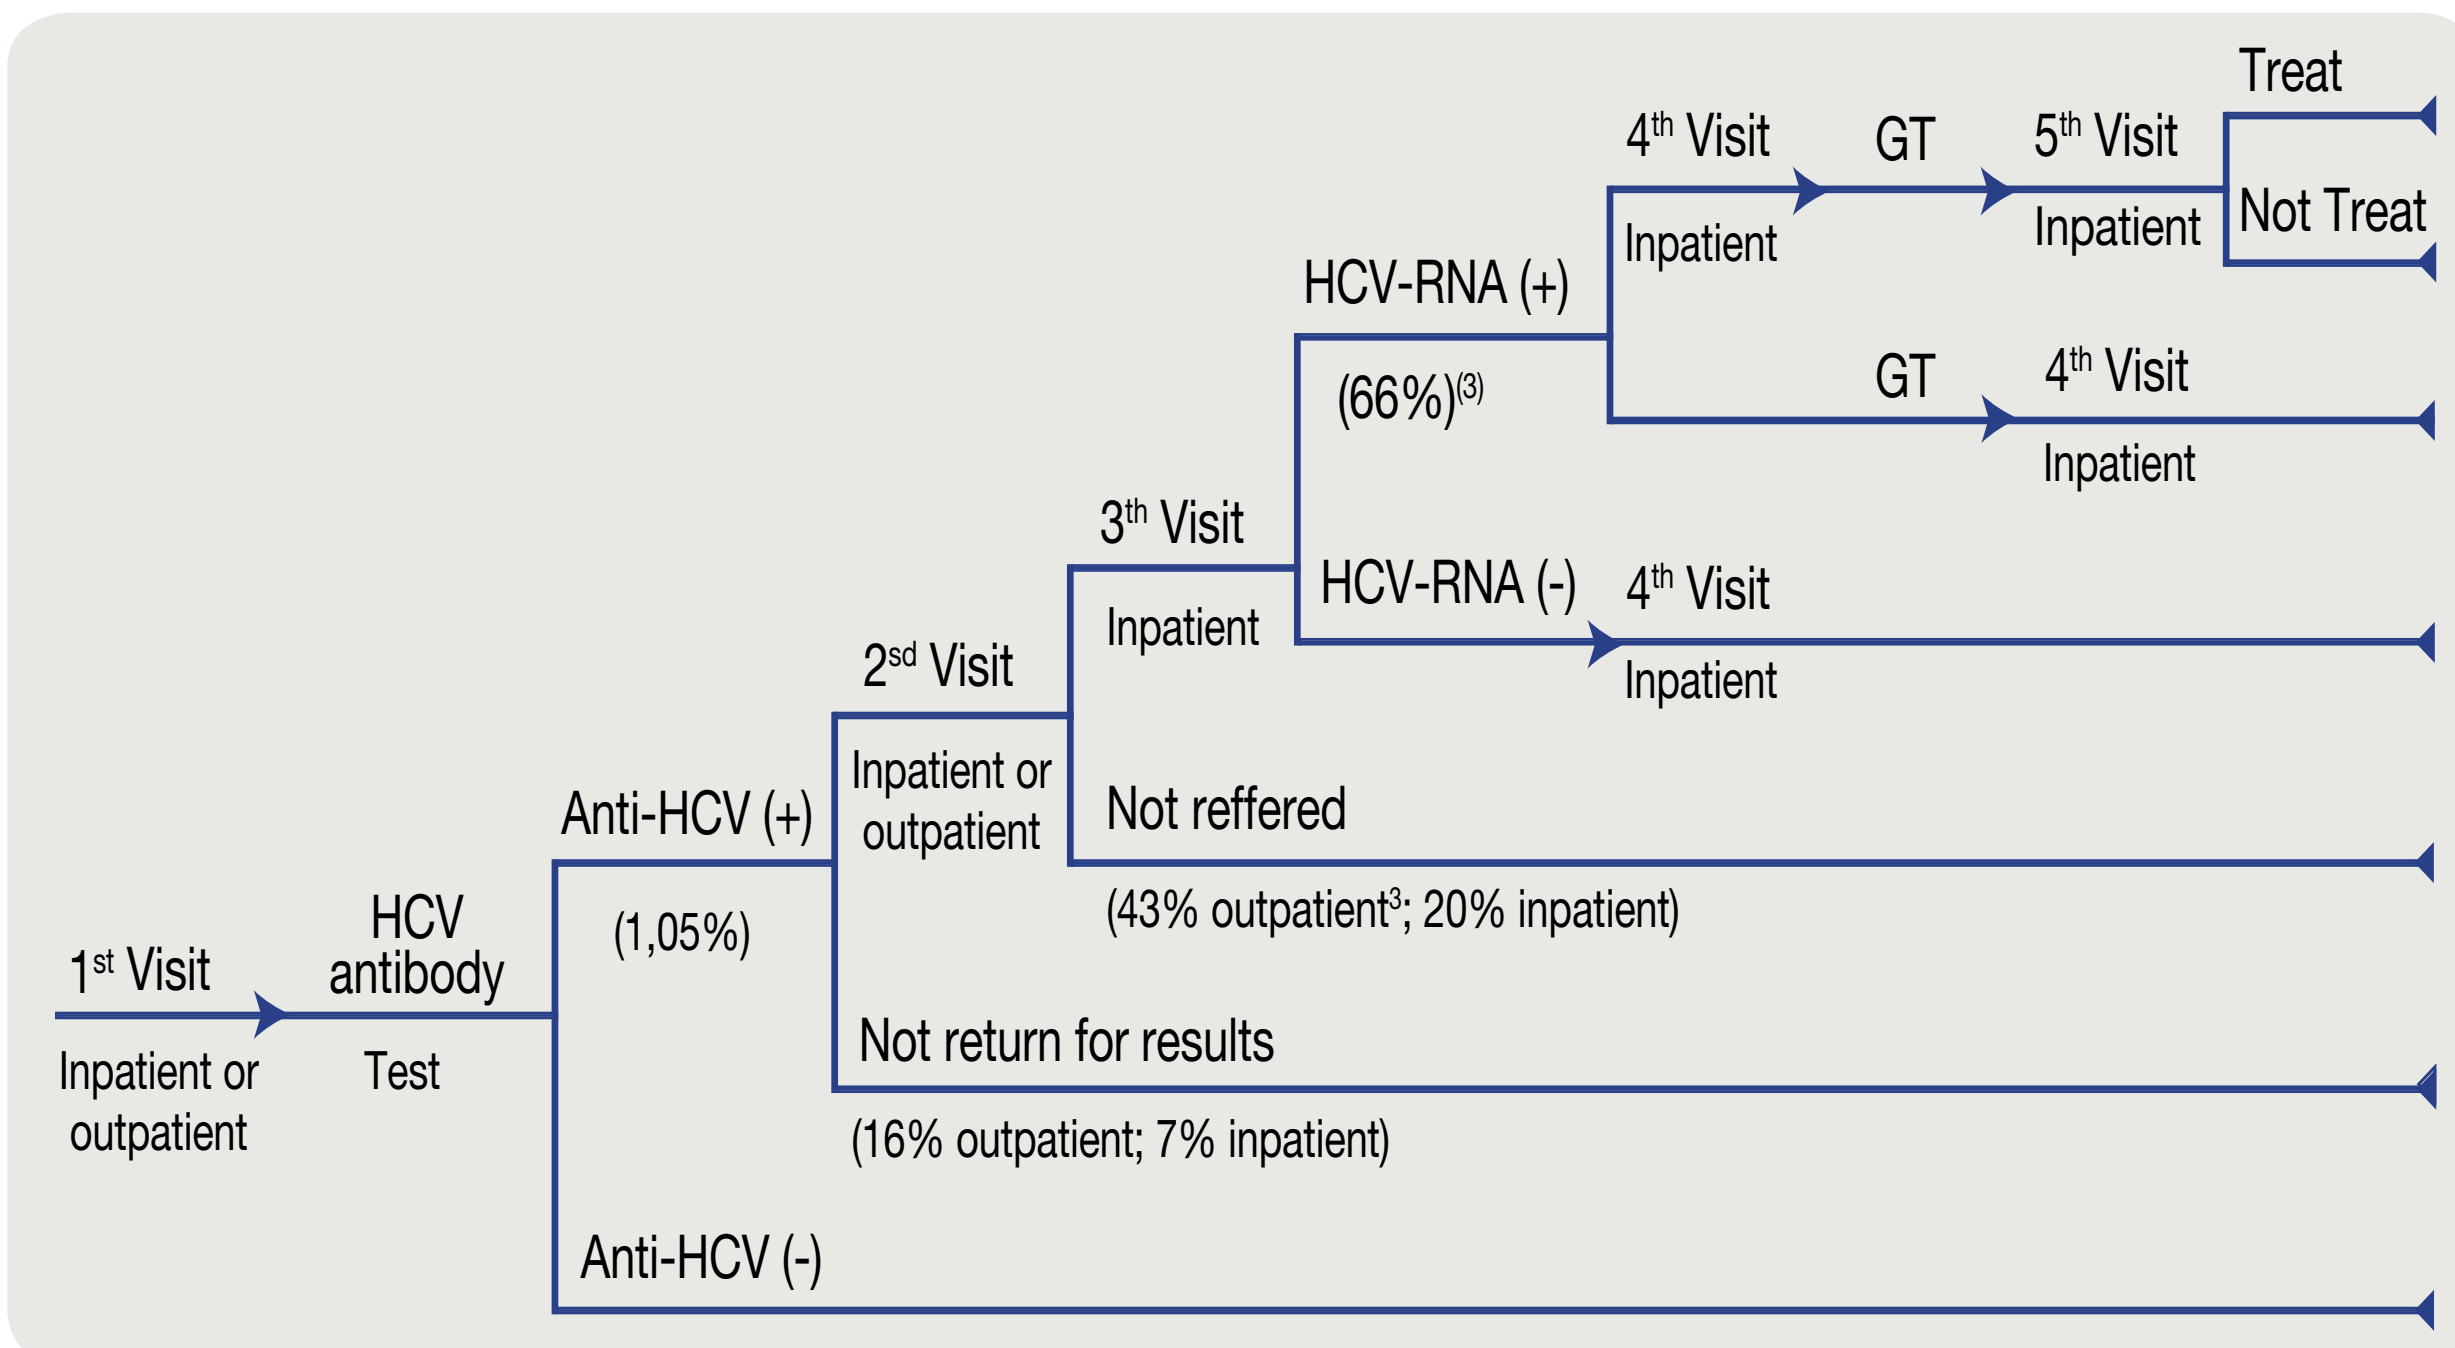 1st Visit
Inpatient or
outpatient
HCV
antibody
Test
Anti-HCV (+)
(1,05%)
Anti-HCV (-)
2sd Visit
Inpatient or
outpatient
Not return for results
(16% outpatient; 7% inpatient)
3th Visit
Inpatient
Not reffered
(43% outpatient3; 20% inpatient)
HCV-RNA (+)
(66%)(3)
HCV-RNA (-)
4th Visit
Inpatient
4th Visit
Inpatient
GT
5th Visit
Inpatient
Treat
Not Treat
GT
4th Visit
Inpatient